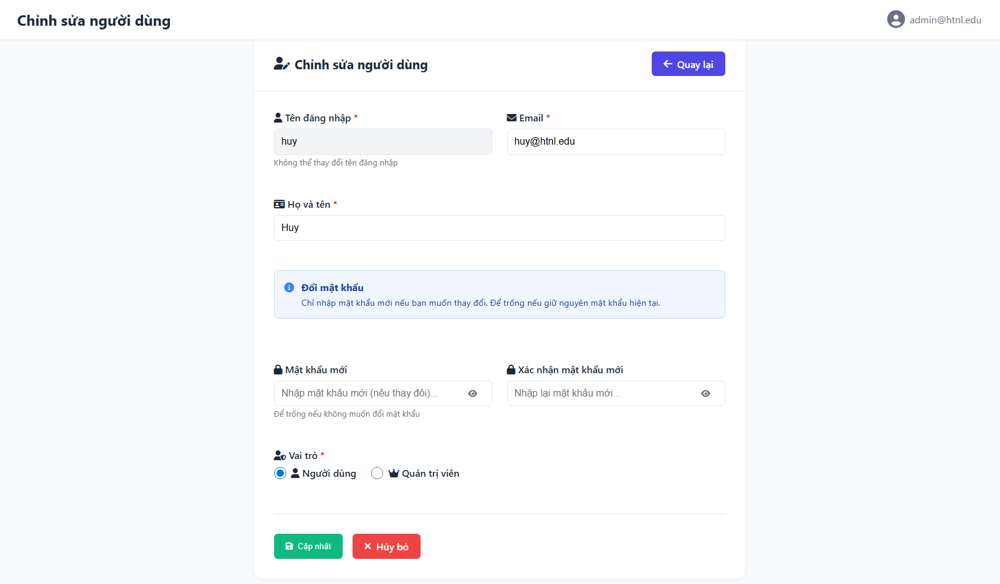 Chỉnh sửa người dùng
admin@htnl.edu
Chỉnh sửa người dùng
Quay lại
Tên đăng nhập *
Email *
huy
huy@htnl.edu
Không thể thay đổi tên đăng nhập
Họ và tên *
Huy
Đổi mật khẩu
Chỉ nhập mật khẩu mới nếu bạn muốn thay đổi. Để trống nếu giữ nguyên mật khẩu hiện tại.
Mật khẩu mới
Xác nhận mật khẩu mới
Nhập mật khẩu mới (nếu thay đổi)...
Nhập lại mật khẩu mới...
Để trống nếu không muốn đổi mật khẩu
Vai trò *
Người dùng
Quản trị viên
Cập nhật
Hủy bỏ